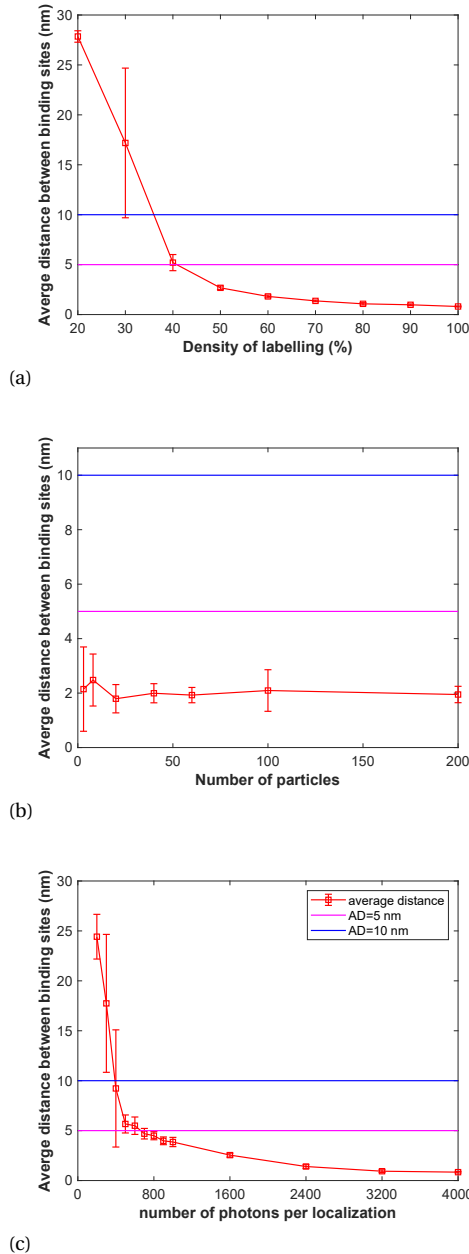 30
25
20
15
10
5
0
20 30 40 50 60 70 80 90 100
Averge distance between binding sites (nm)
Density of labelling (%)
(a)
10
8
6
4
2
0
0 50 100 150 200
Averge distance between binding sites (nm)
Number of particles
(b)
30
25
20
15
10
5
0
0 800 1600 2400 3200 4000
Averge distance between binding sites (nm)
number of photons per localization
average distance
AD=5 nm
AD=10 nm
(c)